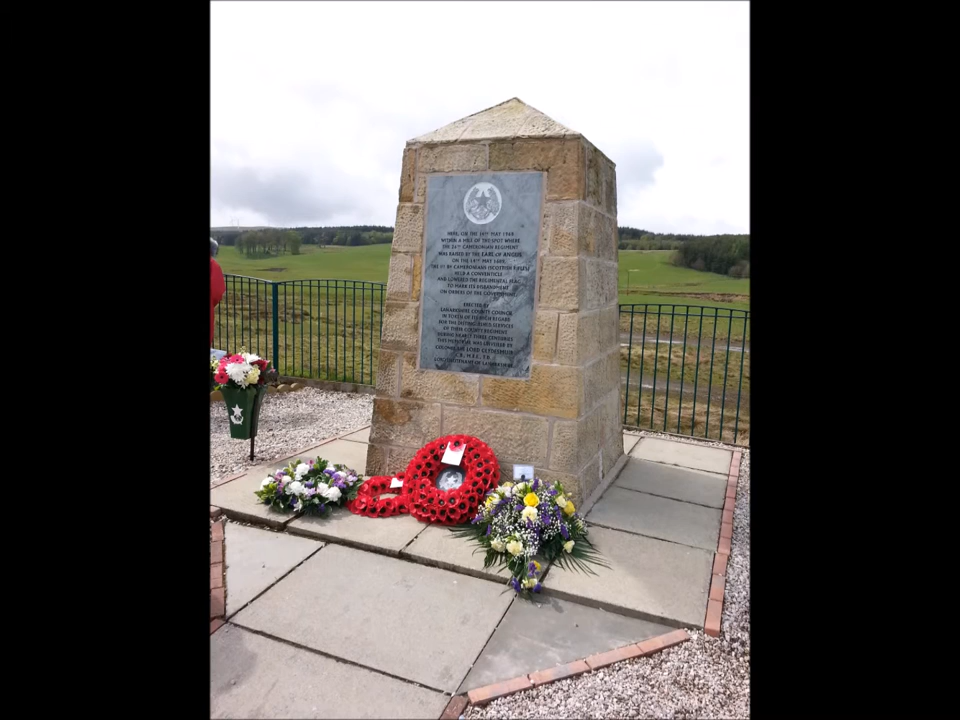 HERE, ON THE 14TH MAY 1968
WITHIN A MILE OF THE SPOT WHERE
THE 26TH CAMERONIAN REGIMENT
WAS RAISED BY THE EARL OF ANGUS
ON THE 14TH MAY 1689,
THE 1ST BN CAMERONIANS (SCOTTISH RIFLES)
HELD A CONVENTICLE
AND LOWERED THE REGIMENTAL FLAG
TO MARK ITS DISBANDMENT
ON ORDERS OF THE GOVERNMENT
ERECTED BY
LANARKSHIRE COUNTY COUNCIL
IN TOKEN OF ITS HIGH REGARD
FOR THE DISTINGUISHED SERVICES
OF THEIR COUNTY REGIMENT
DURING NEARLY THREE CENTURIES
THIS MEMORIAL WAS UNVEILED BY
COLONEL LORD CLYDESMUIR
C.B., M.B.E., T.D.
LORD LIEUTENANT OF LANARKSHIRE